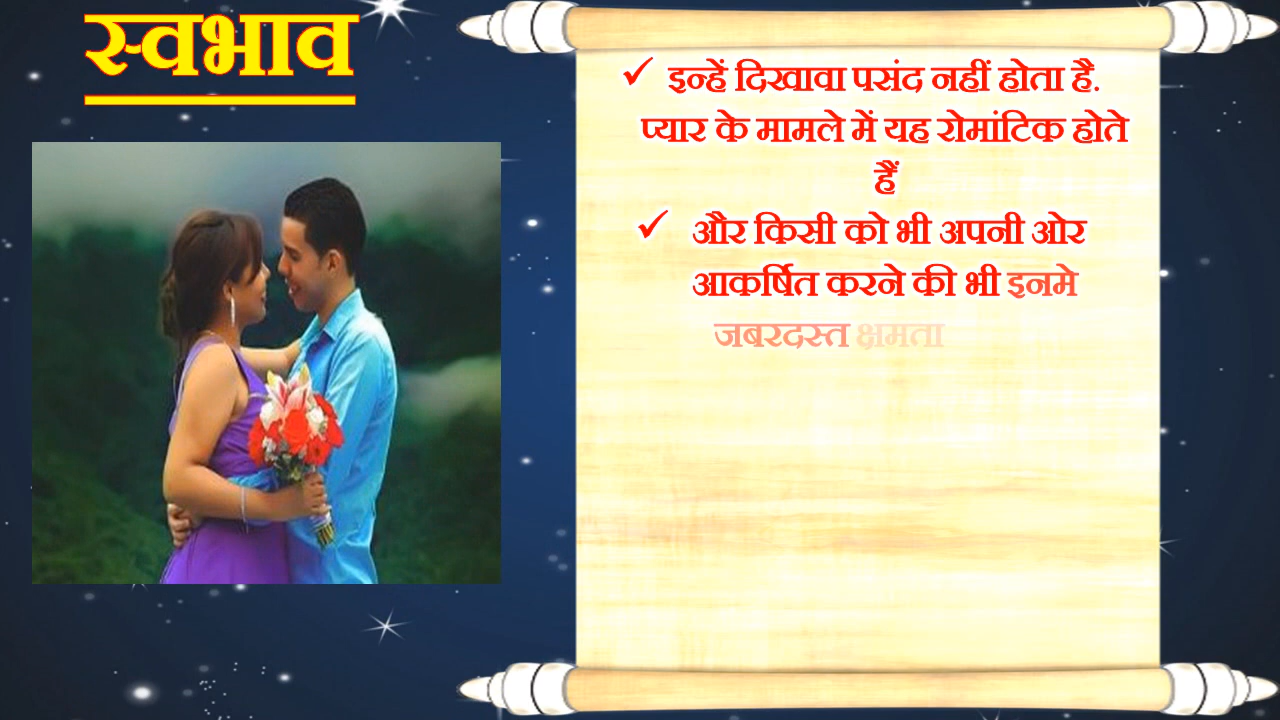 स्वभाव
✓ इन्हें दिखावा पसंद नहीं होता है.
प्यार के मामले में यह रोमांटिक होते
हैं
✓ और किसी को भी अपनी ओर
आकर्षित करने की भी इनमे
जबरदस्त क्षमता